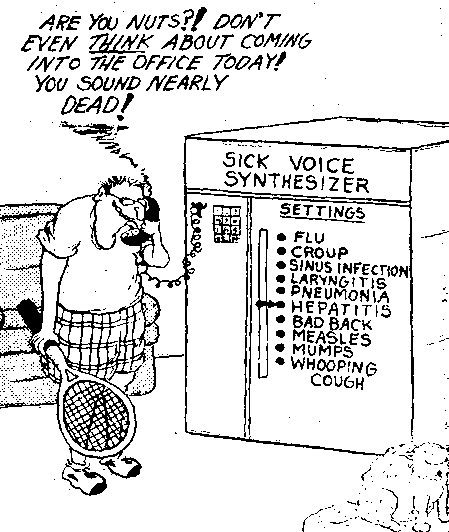 ARE YOU NUTS?! DON'T
EVEN THINK ABOUT COMING
INTO THE OFFICE TODAY!
YOU SOUND NEARLY
DEAD!
SICK VOICE
SYNTHESIZER
SETTINGS
FLU
CROUP
SINUS INFECTION
LARYNGITIS
PNEUMONIA
HEPATITIS
BAD BACK
MEASLES
MUMPS
WHOOPING
COUGH